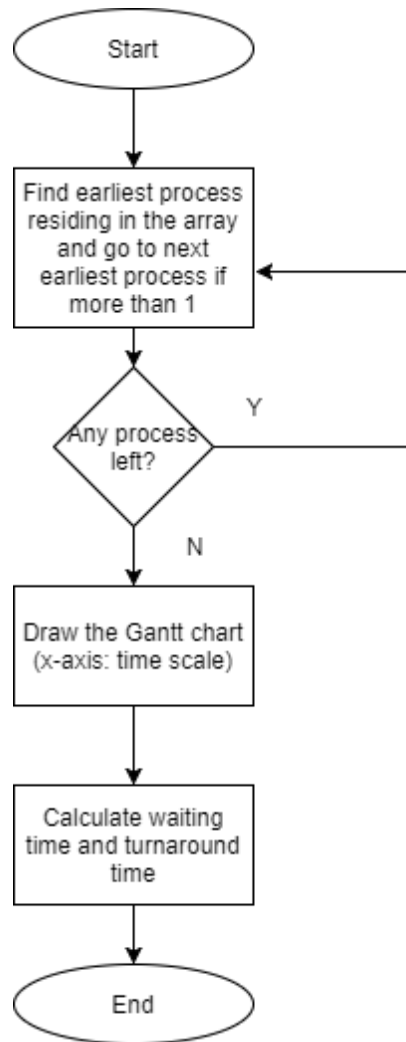 Start
Find earliest process
residing in the array
and go to next
earliest process if
more than 1
Any process
left?
Y
N
Draw the Gantt chart
(x-axis: time scale)
Calculate waiting
time and turnaround
time
End